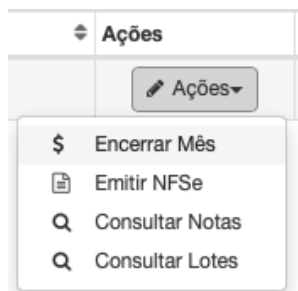 Ações
Ações
$ Encerrar Mês
Emitir NFSe
Consultar Notas
Consultar Lotes